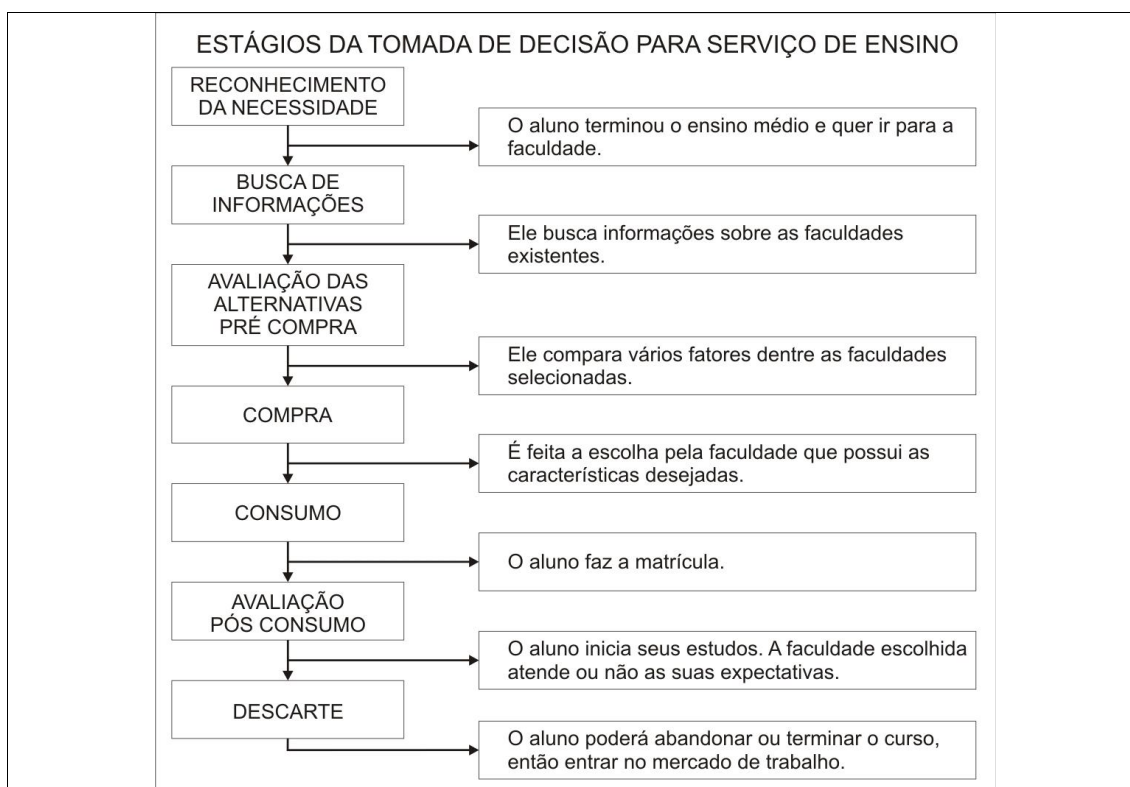 ESTÁGIOS DA TOMADA DE DECISÃO PARA SERVIÇO DE ENSINO
RECONHECIMENTO
DA NECESSIDADE
O aluno terminou o ensino médio e quer ir para a
faculdade.
BUSCA DE
INFORMAÇÕES
Ele busca informações sobre as faculdades
existentes.
AVALIAÇÃO DAS
ALTERNATIVAS
PRÉ COMPRA
Ele compara vários fatores dentre as faculdades
selecionadas.
COMPRA
É feita a escolha pela faculdade que possui as
características desejadas.
CONSUMO
O aluno faz a matrícula.
AVALIAÇÃO
PÓS CONSUMO
O aluno inicia seus estudos. A faculdade escolhida
atende ou não as suas expectativas.
DESCARTE
O aluno poderá abandonar ou terminar o curso,
então entrar no mercado de trabalho.